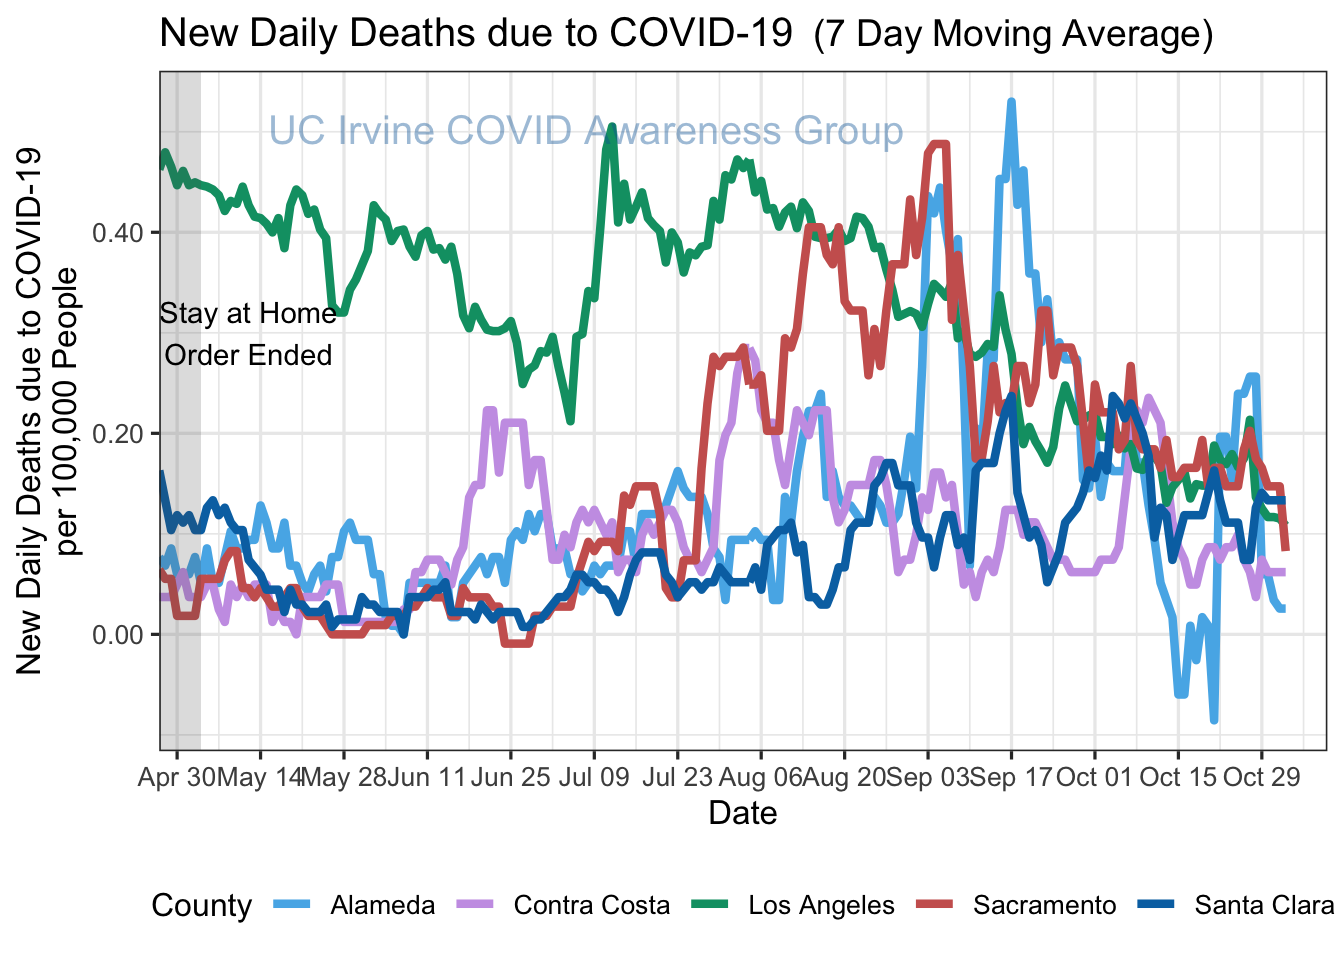 New Daily Deaths due to COVID-19 (7 Day Moving Average)
UC Irvine COVID Awareness Group
New Daily Deaths due to COVID-19
per 100,000 People
0.40
0.20
0.00
Stay at Home
Order Ended
Apr 30 May 14 May 28 Jun 11 Jun 25 Jul 09 Jul 23 Aug 06 Aug 20 Sep 03 Sep 17 Oct 01 Oct 15 Oct 29
Date
County Alameda Contra Costa Los Angeles Sacramento Santa Clara